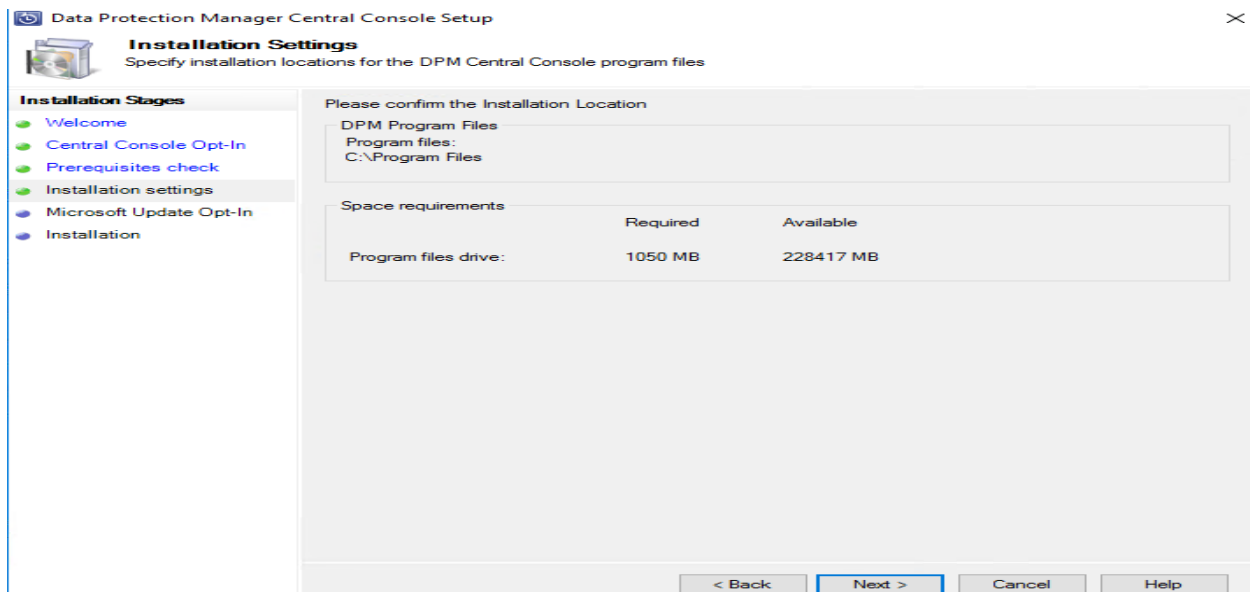 Data Protection Manager Central Console Setup
Installation Settings
Specify installation locations for the DPM Central Console program files
Installation Stages
Welcome
Central Console Opt-In
Prerequisites check
Installation settings
Microsoft Update Opt-In
Installation
Please confirm the Installation Location
DPM Program Files
Program files:
C:\Program Files
Space requirements
Required Available
Program files drive: 1050 MB 228417 MB
< Back Next > Cancel Help